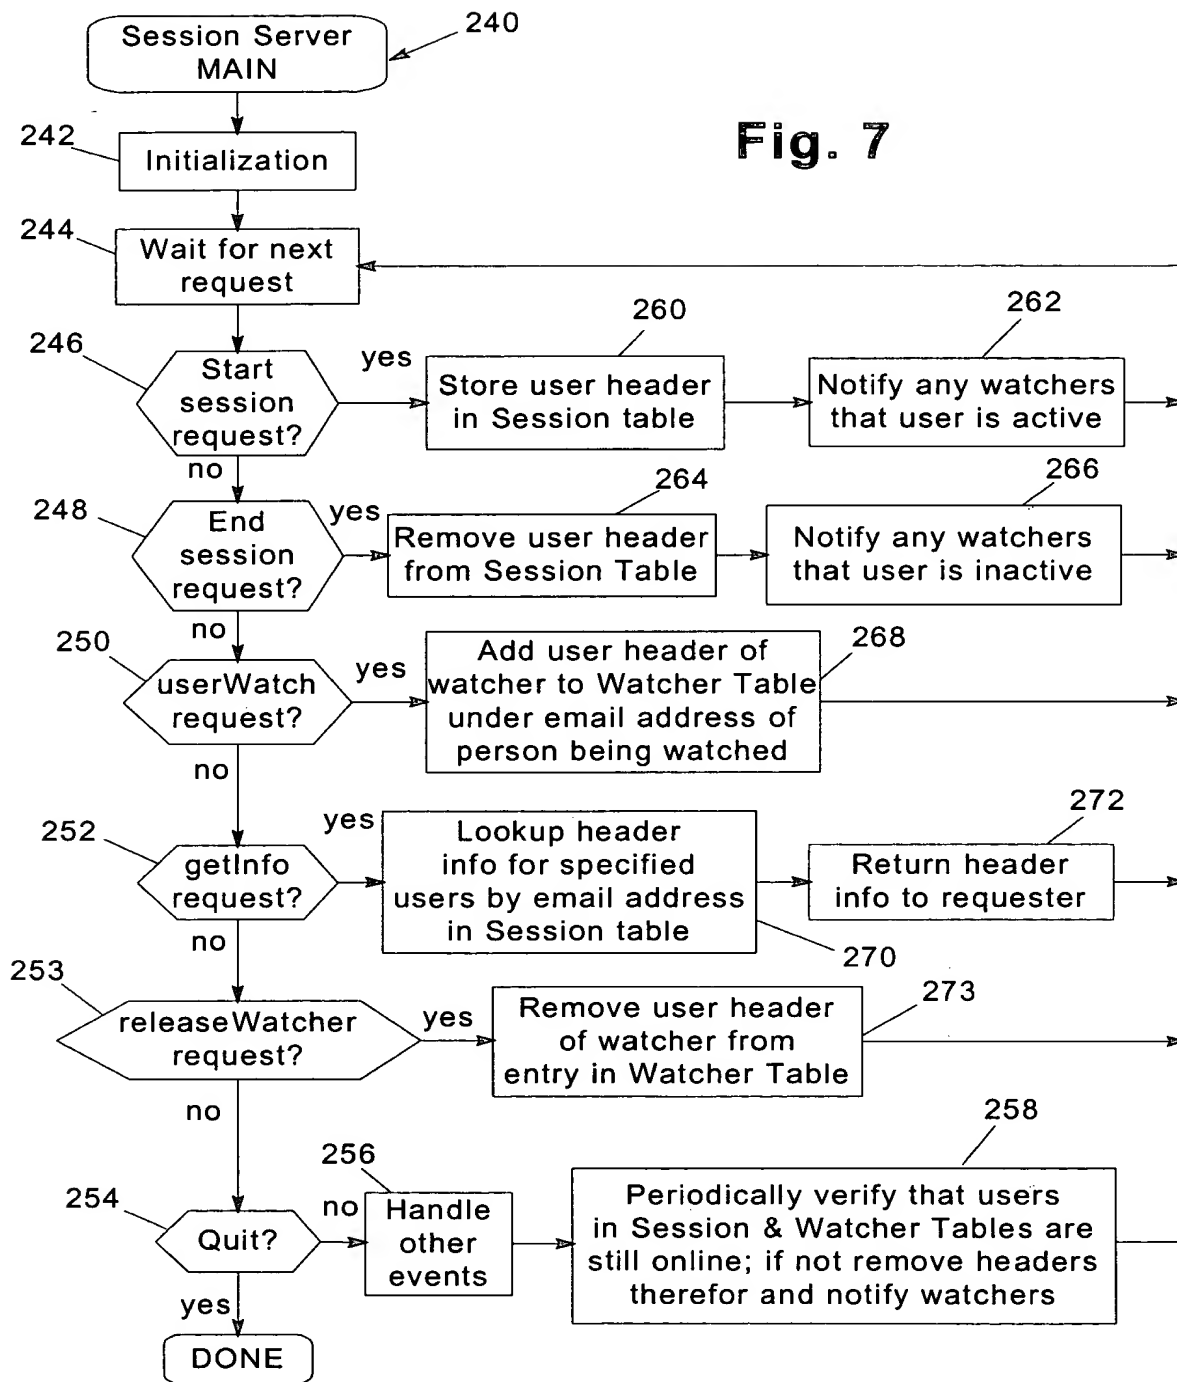 Session Server
MAIN
240
Fig. 7
242
Initialization
244
Wait for next
request
246
Start
session
request?
yes
260
Store user header
in Session table
262
Notify any watchers
that user is active
no
248
End
session
request?
yes
264
Remove user header
from Session Table
266
Notify any watchers
that user is inactive
no
250
userWatch
request?
yes
Add user header of
watcher to Watcher Table
under email address of
person being watched
268
no
252
getInfo
request?
yes
Lookup header
info for specified
users by email address
in Session table
270
272
Return header
info to requester
no
253
releaseWatcher
request?
yes
Remove user header
of watcher from
entry in Watcher Table
273
no
254
Quit?
no
256
Handle
other
events
258
Periodically verify that users
in Session & Watcher Tables are
still online; if not remove headers
therefor and notify watchers
yes
DONE